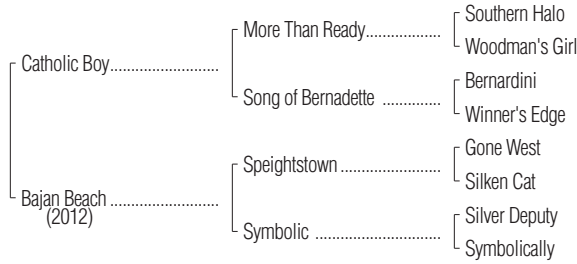 Southern Halo
More Than Ready....................
Woodman's Girl
Catholic Boy............................
Bernardini
Song of Bernadette ...............
Winner's Edge
Gone West
Speightstown ..........................
Silken Cat
Bajan Beach ............................
(2012)
Silver Deputy
Symbolic .................................
Symbolically